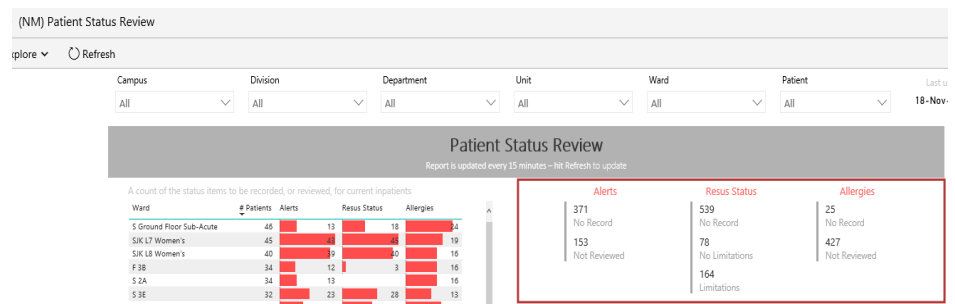 (NM) Patient Status Review
xplore Refresh
Campus Division Department Unit Ward Patient Last u
All All All All All All 18-Nov-
Patient Status Review
Report is updated every 15 minutes – hit Refresh to update
A count of the status items to be recorded, or reviewed, for current inpatients
Ward # Patients Alerts Resus Status Allergies
S Ground Floor Sub-Acute 46 13 18 24
SJK L7 Women's 45 43 45 19
SJK L8 Women's 40 39 40 16
F 3B 34 12 3 16
S 2A 34 13 16
S 3E 32 23 28 13
Alerts Resus Status Allergies
371 539 25
No Record No Record No Record
153 78 427
Not Reviewed No Limitations Not Reviewed
164
Limitations